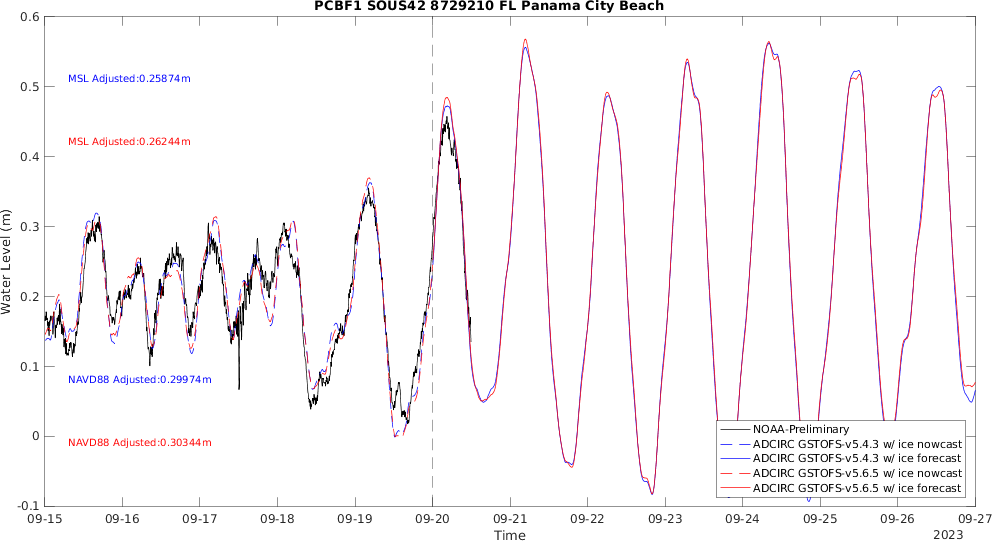 PCBF1 SOUS42 8729210 FL Panama City Beach
0.6
0.5
0.4
0.3
0.2
0.1
0
-0.1
Water Level (m)
MSL Adjusted:0.25874m
MSL Adjusted:0.26244m
NAVD88 Adjusted:0.29974m
NAVD88 Adjusted:0.30344m
NOAA-Preliminary
ADCIRC GSTOFS-v5.4.3 w/ ice nowcast
ADCIRC GSTOFS-v5.4.3 w/ ice forecast
ADCIRC GSTOFS-v5.6.5 w/ ice nowcast
ADCIRC GSTOFS-v5.6.5 w/ ice forecast
09-15 09-16 09-17 09-18 09-19 09-20 09-21 09-22 09-23 09-24 09-25 09-26 09-27
Time
2023